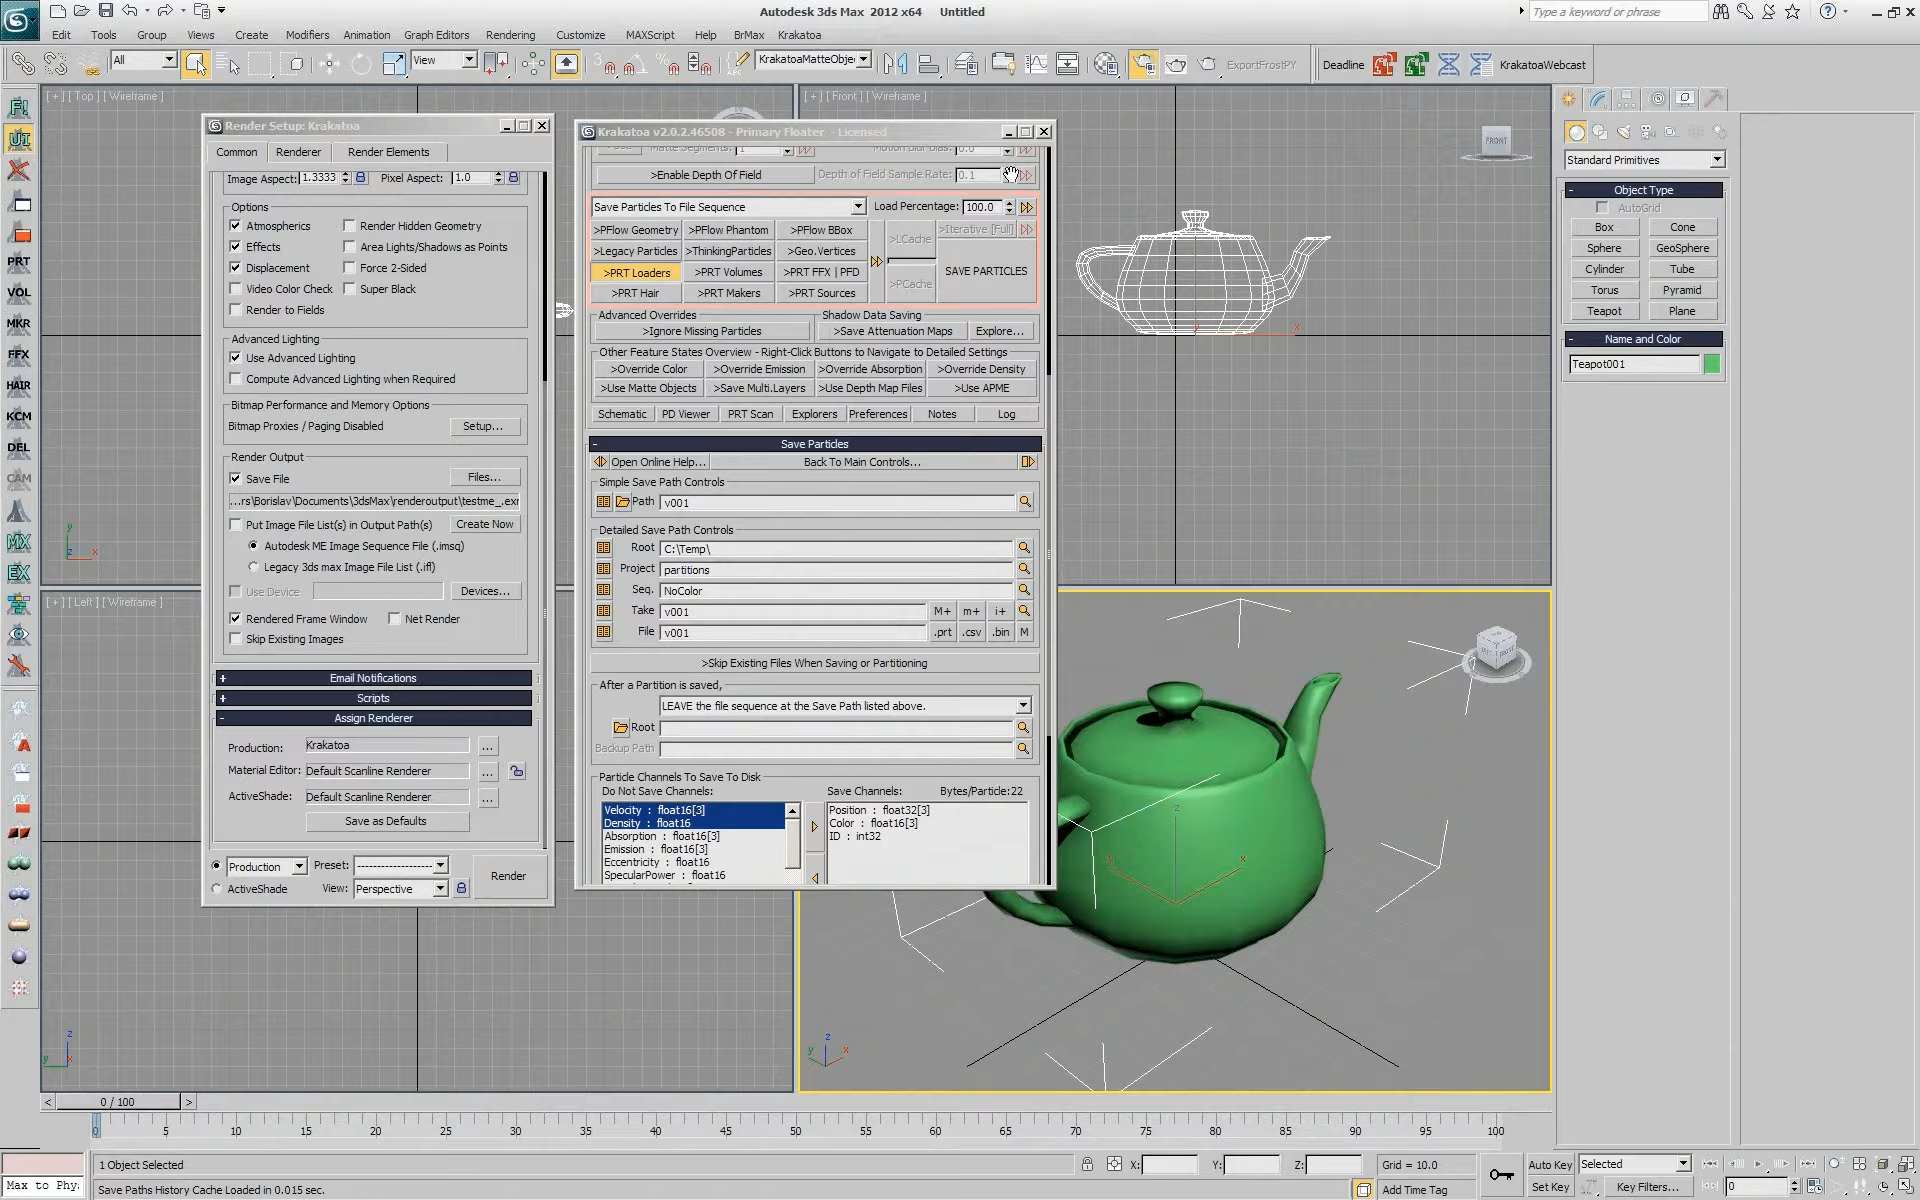 Autodesk 3ds Max 2012 x64 Untitled
Type a keyword or phrase
Edit Tools Group Views Create Modifiers Animation Graph Editors Rendering Customize MAXScript Help BrMax Krakatoa
All View KrakatoaMatteObje ExportFrostPY Deadline KrakatoaWebcast
[ + ] [ Top ] [ Wireframe ]
[ + ] [ Front ] [ Wireframe ]
FRONT
[ + ] [ Left ] [ Wireframe ]
F!
UI
PRT
VOL
MKR
FFX
HAIR
KCM
DEL
CAM
MX
EX
Render Setup: Krakatoa
Common Renderer Render Elements
Image Aspect: 1.3333 Pixel Aspect: 1.0
Options
Atmospherics Render Hidden Geometry
Effects Area Lights/Shadows as Points
Displacement Force 2-Sided
Video Color Check Super Black
Render to Fields
Advanced Lighting
Use Advanced Lighting
Compute Advanced Lighting when Required
Bitmap Performance and Memory Options
Bitmap Proxies / Paging Disabled Setup...
Render Output
Save File Files...
...rs\Borislav\Documents\3dsMax\renderoutput\testme_.exr
Put Image File List(s) in Output Path(s) Create Now
Autodesk ME Image Sequence File (.imsq)
Legacy 3ds max Image File List (.ifl)
Use Device Devices...
Rendered Frame Window Net Render
Skip Existing Images
+ Email Notifications
+ Scripts
- Assign Renderer
Production: Krakatoa ...
Material Editor: Default Scanline Renderer ...
ActiveShade: Default Scanline Renderer ...
Save as Defaults
Production Preset: -------------------
ActiveShade View: Perspective
Render
Krakatoa v2.0.2.46508 - Primary Floater - Licensed
Matte Segments: 1 Motion Blur Bias: 0.0
>Enable Depth Of Field Depth of Field Sample Rate: 0.1
Save Particles To File Sequence Load Percentage: 100.0
>PFlow Geometry >PFlow Phantom >PFlow BBox >LCache >Iterative [Full]
>Legacy Particles >ThinkingParticles >Geo.Vertices
>PRT Loaders >PRT Volumes >PRT FFX | PFD SAVE PARTICLES
>PRT Hair >PRT Makers >PRT Sources >PCache
Advanced Overrides Shadow Data Saving
>Ignore Missing Particles >Save Attenuation Maps Explore...
Other Feature States Overview - Right-Click Buttons to Navigate to Detailed Settings
>Override Color >Override Emission >Override Absorption >Override Density
>Use Matte Objects >Save Multi.Layers >Use Depth Map Files >Use APME
Schematic PD Viewer PRT Scan Explorers Preferences Notes Log
- Save Particles
Open Online Help... Back To Main Controls...
Simple Save Path Controls
Path v001
Detailed Save Path Controls
Root C:\Temp\
Project partitions
Seq. NoColor
Take v001 M+ m+ i+
File v001 .prt .csv .bin M
>Skip Existing Files When Saving or Partitioning
After a Partition is saved,
LEAVE the file sequence at the Save Path listed above.
Root
Backup Path
Particle Channels To Save To Disk
Do Not Save Channels: Save Channels: Bytes/Particle:22
Velocity : float16[3] Position : float32[3]
Density : float16 Color : float16[3]
Absorption : float16[3] ID : int32
Emission : float16[3]
Eccentricity : float16
SpecularPower : float16
Standard Primitives
- Object Type
AutoGrid
Box Cone
Sphere GeoSphere
Cylinder Tube
Torus Pyramid
Teapot Plane
- Name and Color
Teapot001
< 0 / 100 >
0 5 10 15 20 25 30 35 40 45 50 55 60 65 70 75 80 85 90 95 100
1 Object Selected X: Y: Z: Grid = 10.0 Auto Key Selected
Max to Phy. Save Paths History Cache Loaded in 0.015 sec. Add Time Tag Set Key Key Filters... 0